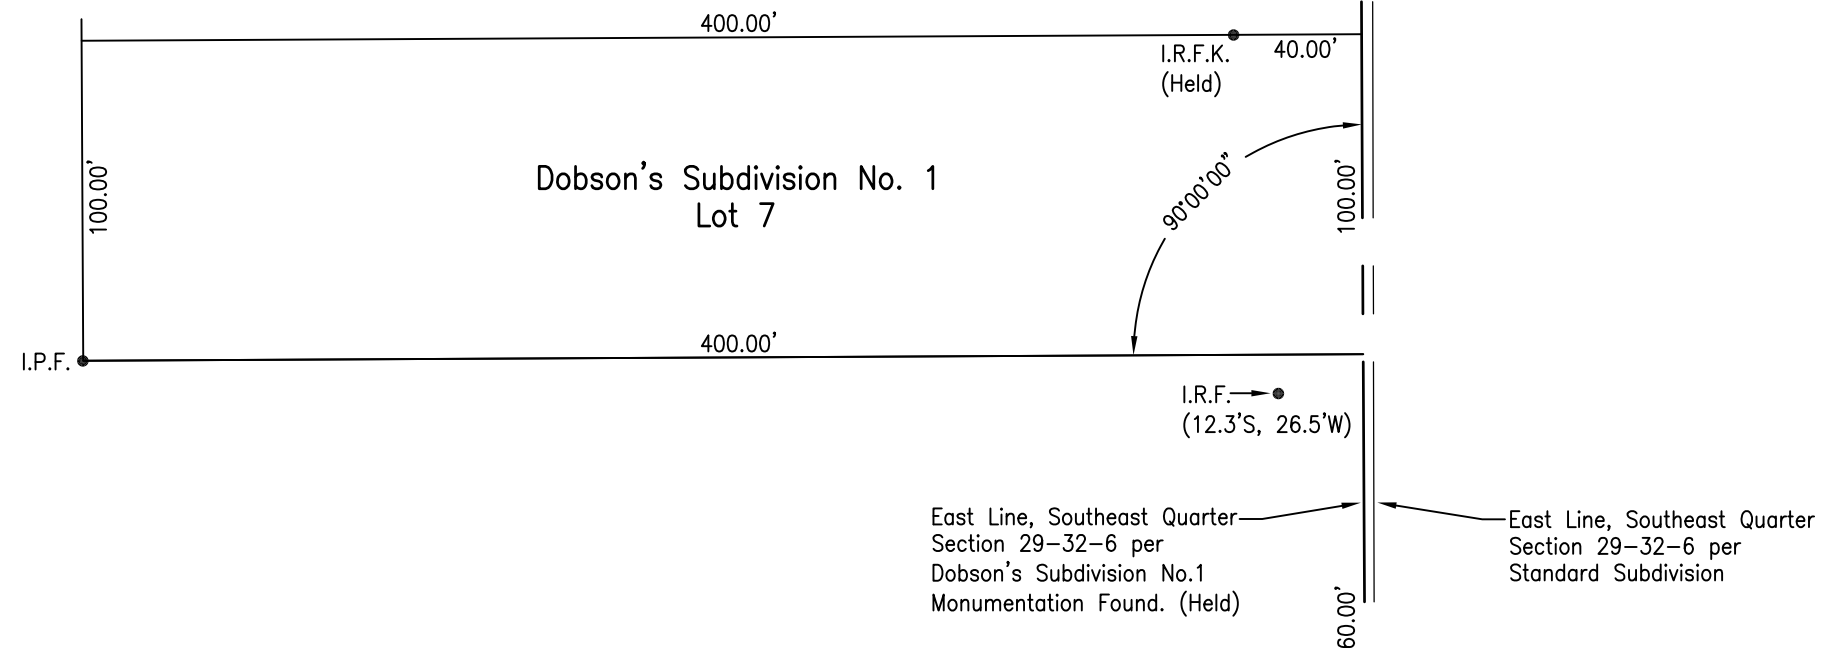 400.00'
I.R.F.K.
(Held)
40.00'
100.00'
Dobson's Subdivision No. 1
Lot 7
90°00'00"
100.00'
400.00'
I.P.F.
I.R.F.
(12.3'S, 26.5'W)
East Line, Southeast Quarter
Section 29-32-6 per
Dobson's Subdivision No.1
Monumentation Found. (Held)
East Line, Southeast Quarter
Section 29-32-6 per
Standard Subdivision
60.00'